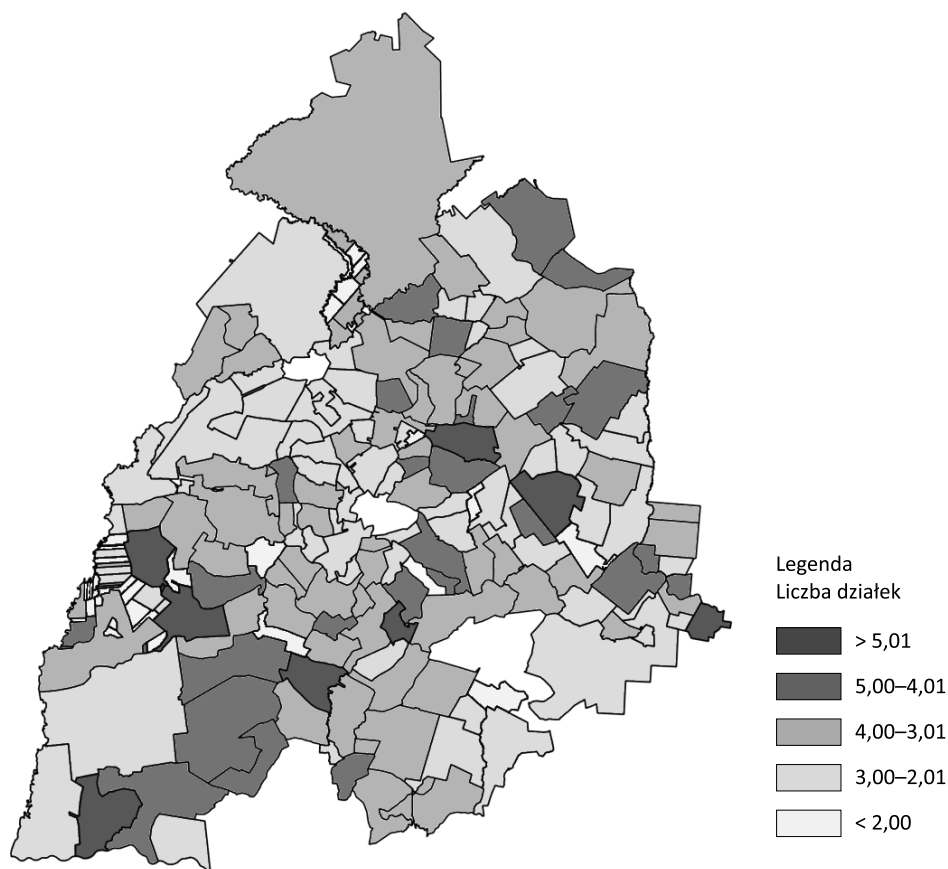 Legenda
Liczba działek
> 5,01
5,00–4,01
4,00–3,01
3,00–2,01
< 2,00